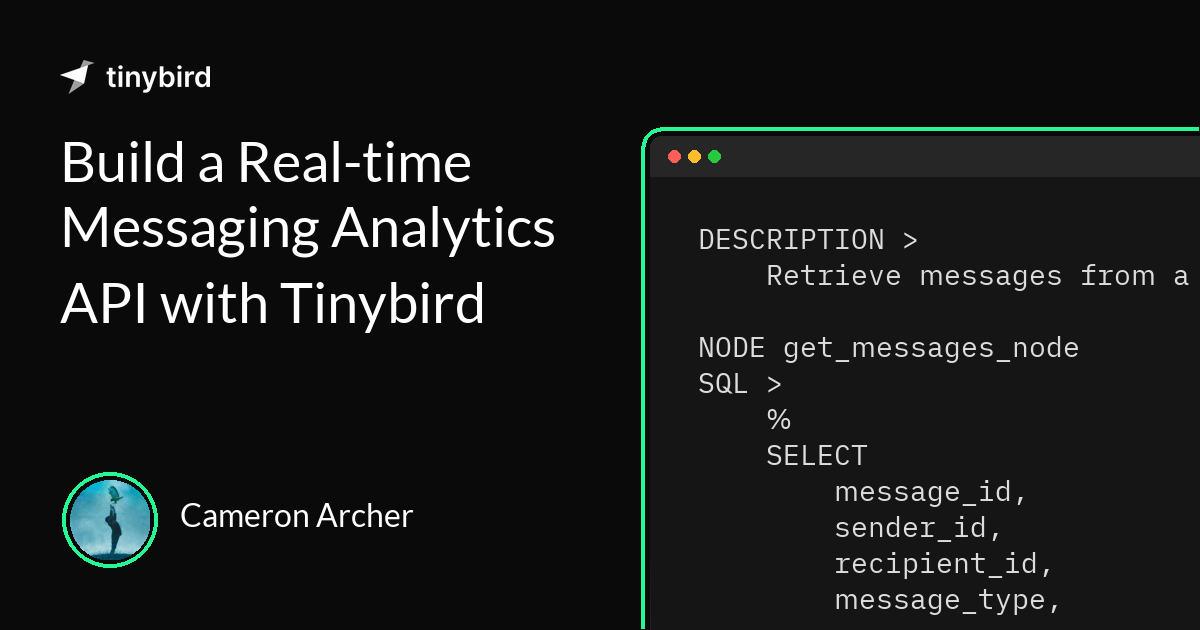 tinybird
Build a Real-time
Messaging Analytics
API with Tinybird
Cameron Archer
DESCRIPTION >
Retrieve messages from a
NODE get_messages_node
SQL >
%
SELECT
message_id,
sender_id,
recipient_id,
message_type,